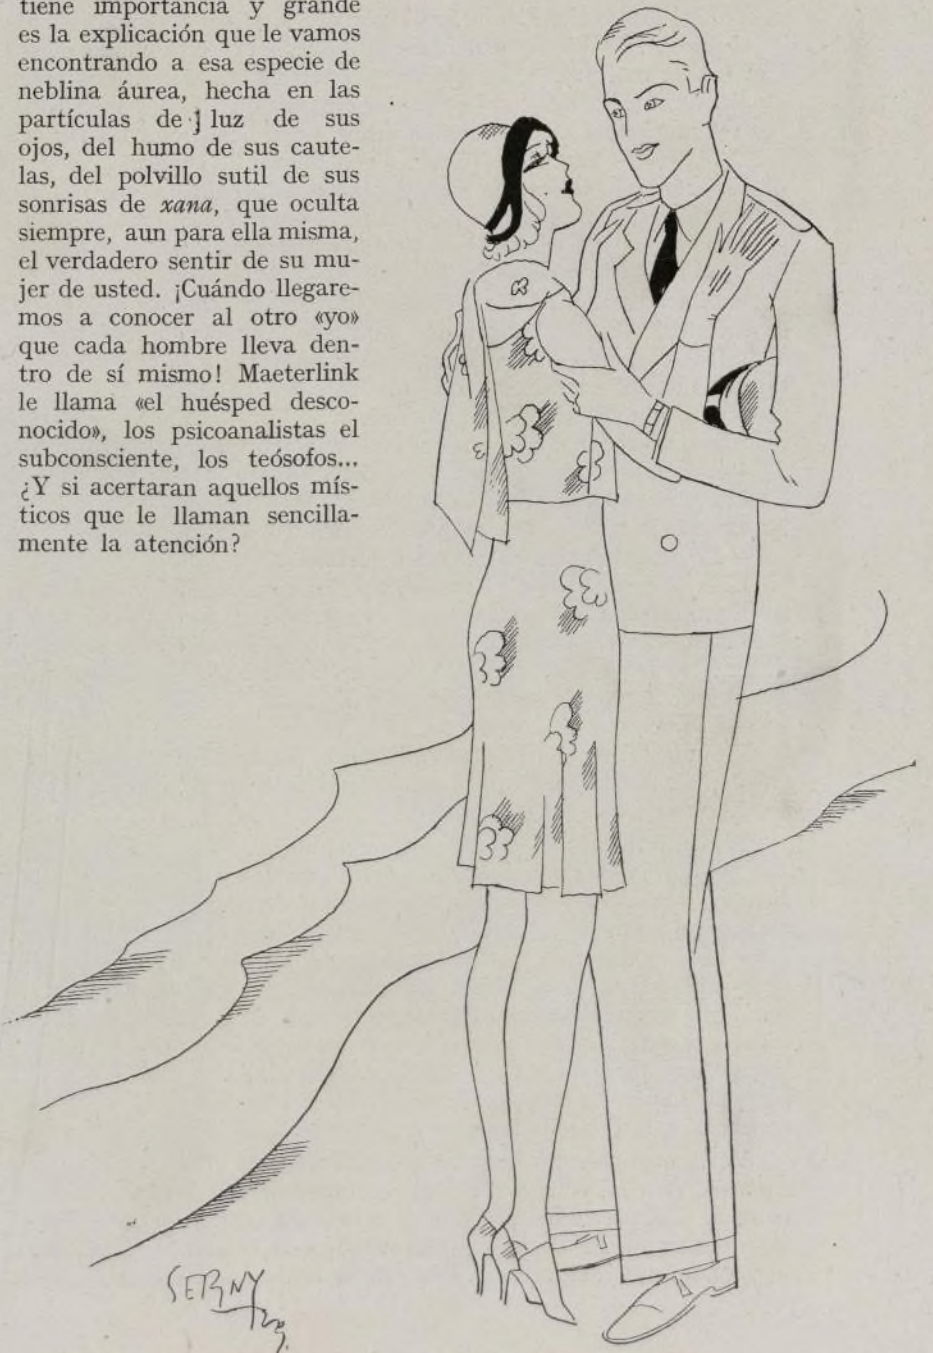 tiene importancia y grande
es la explicación que le vamos
encontrando a esa especie de
neblina áurea, hecha en las
partículas de luz de sus
ojos, del humo de sus caute-
las, del polvillo sutil de sus
sonrisas de xana, que oculta
siempre, aun para ella misma,
el verdadero sentir de su mu-
jer de usted. ¡Cuándo llegare-
mos a conocer al otro «yo»
que cada hombre lleva den-
tro de sí mismo! Maeterlink
le llama «el huésped desco-
nocido», los psicoanalistas el
subconsciente, los teósofos...
¿Y si acertaran aquellos mís-
ticos que le llaman sencilla-
mente la atención?
SERNY